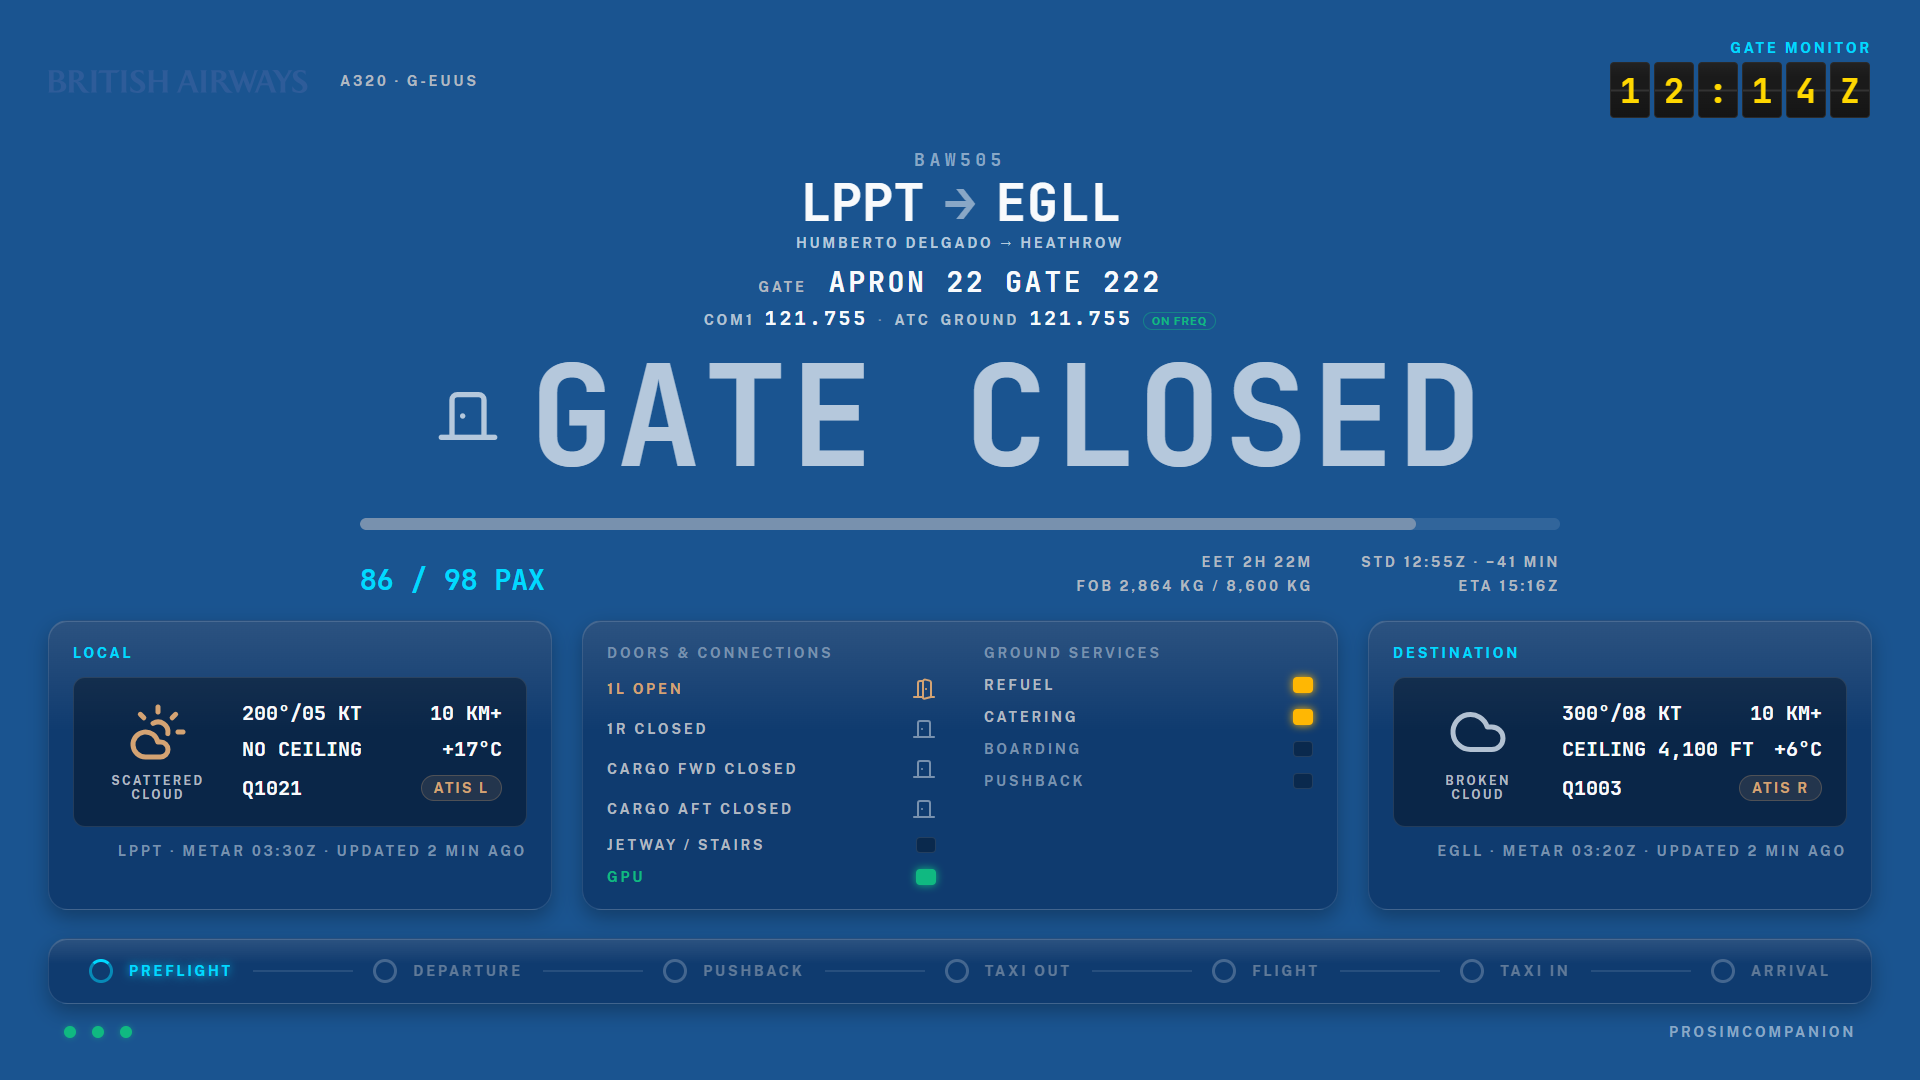 BRITISH AIRWAYS
A320 · G-EUUS
GATE MONITOR
12:14Z
BAW505
LPPT → EGLL
HUMBERTO DELGADO → HEATHROW
GATE APRON 22 GATE 222
COM1 121.755 · ATC GROUND 121.755 ON FREQ
GATE CLOSED
86 / 98 PAX
EET 2H 22M
FOB 2,864 KG / 8,600 KG
STD 12:55Z · −41 MIN
ETA 15:16Z
LOCAL
SCATTERED
CLOUD
200°/05 KT 10 KM+
NO CEILING +17°C
Q1021 ATIS L
LPPT · METAR 03:30Z · UPDATED 2 MIN AGO
DOORS & CONNECTIONS
1L OPEN
1R CLOSED
CARGO FWD CLOSED
CARGO AFT CLOSED
JETWAY / STAIRS
GPU
GROUND SERVICES
REFUEL
CATERING
BOARDING
PUSHBACK
DESTINATION
BROKEN
CLOUD
300°/08 KT 10 KM+
CEILING 4,100 FT +6°C
Q1003 ATIS R
EGLL · METAR 03:20Z · UPDATED 2 MIN AGO
PREFLIGHT DEPARTURE PUSHBACK TAXI OUT FLIGHT TAXI IN ARRIVAL
PROSIMCOMPANION